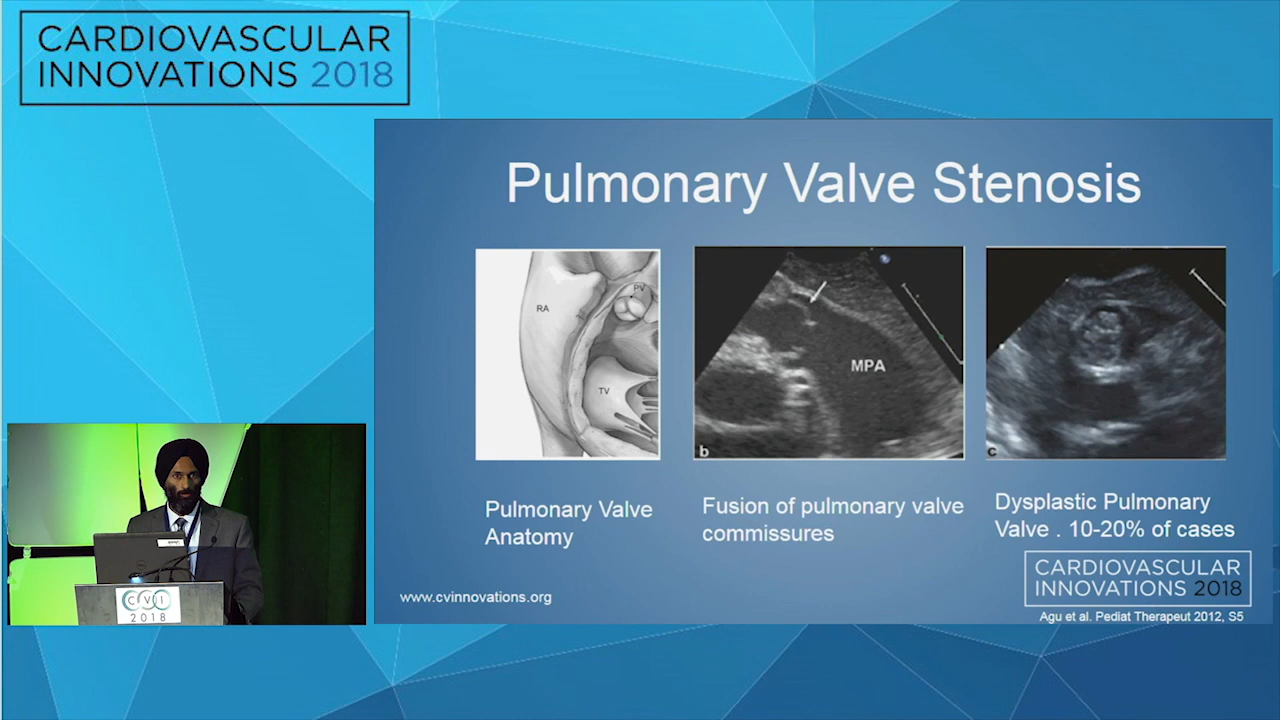 CARDIOVASCULAR
INNOVATIONS 2018
Pulmonary Valve Stenosis
RA
PV
TV
MPA
b
c
Pulmonary Valve
Anatomy
Fusion of pulmonary valve
commissures
Dysplastic Pulmonary
Valve . 10-20% of cases
www.cvinnovations.org
CARDIOVASCULAR
INNOVATIONS 2018
Agu et al. Pediat Therapeut 2012, S5
CVI
2018